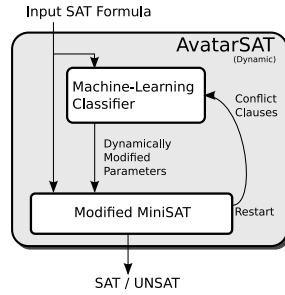 Input SAT Formula
AvatarSAT
(Dynamic)
Machine-Learning
Classifier
Conflict
Clauses
Dynamically
Modified
Parameters
Modified MiniSAT
Restart
SAT / UNSAT